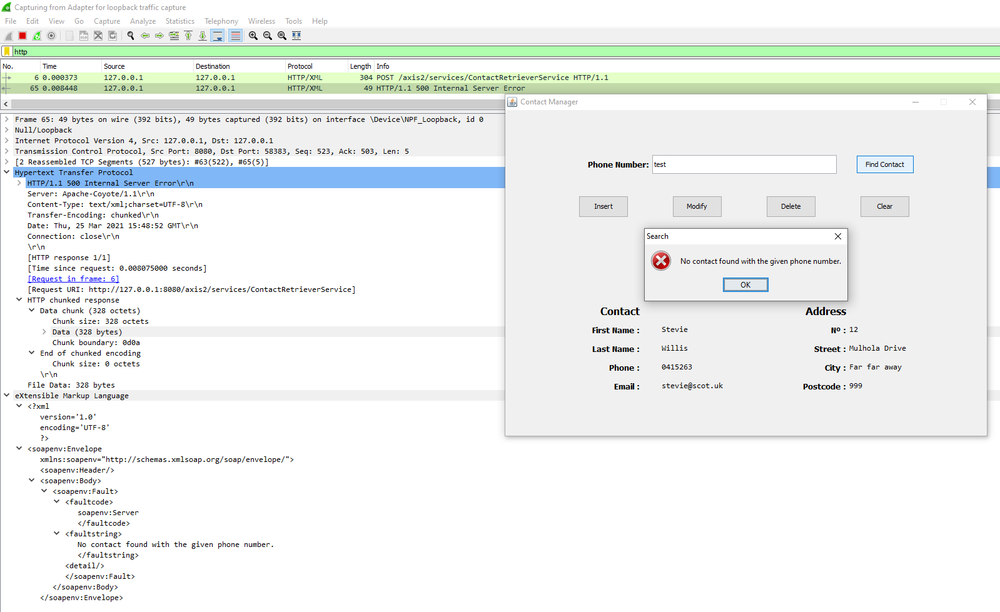 Capturing from Adapter for loopback traffic capture
File Edit View Go Capture Analyze Statistics Telephony Wireless Tools Help
http
No. Time Source Destination Protocol Length Info
6 0.000373 127.0.0.1 127.0.0.1 HTTP/XML 304 POST /axis2/services/ContactRetrieverService HTTP/1.1
65 0.008448 127.0.0.1 127.0.0.1 HTTP/XML 49 HTTP/1.1 500 Internal Server Error
Frame 65: 49 bytes on wire (392 bits), 49 bytes captured (392 bits) on interface \Device\NPF_Loopback, id 0
Null/Loopback
Internet Protocol Version 4, Src: 127.0.0.1, Dst: 127.0.0.1
Transmission Control Protocol, Src Port: 8080, Dst Port: 58383, Seq: 523, Ack: 503, Len: 5
[2 Reassembled TCP Segments (527 bytes): #63(522), #65(5)]
Hypertext Transfer Protocol
HTTP/1.1 500 Internal Server Error\r\n
Server: Apache-Coyote/1.1\r\n
Content-Type: text/xml;charset=UTF-8\r\n
Transfer-Encoding: chunked\r\n
Date: Thu, 25 Mar 2021 15:48:52 GMT\r\n
Connection: close\r\n
\r\n
[HTTP response 1/1]
[Time since request: 0.008075000 seconds]
[Request in frame: 6]
[Request URI: http://127.0.0.1:8080/axis2/services/ContactRetrieverService]
HTTP chunked response
Data chunk (328 octets)
Chunk size: 328 octets
Data (328 bytes)
Chunk boundary: 0d0a
End of chunked encoding
Chunk size: 0 octets
\r\n
File Data: 328 bytes
eXtensible Markup Language
<?xml
version='1.0'
encoding='UTF-8'
?>
<soapenv:Envelope
xmlns:soapenv="http://schemas.xmlsoap.org/soap/envelope/">
<soapenv:Header/>
<soapenv:Body>
<soapenv:Fault>
<faultcode>
soapenv:Server
</faultcode>
<faultstring>
No contact found with the given phone number.
</faultstring>
<detail/>
</soapenv:Fault>
</soapenv:Body>
</soapenv:Envelope>
Contact Manager
Phone Number: test Find Contact
Insert Modify Delete Clear
Search
No contact found with the given phone number.
OK
Contact Address
First Name : Stevie Nº : 12
Last Name : Willis Street : Mulhola Drive
Phone : 0415263 City : Far far away
Email : stevie@scot.uk Postcode : 999